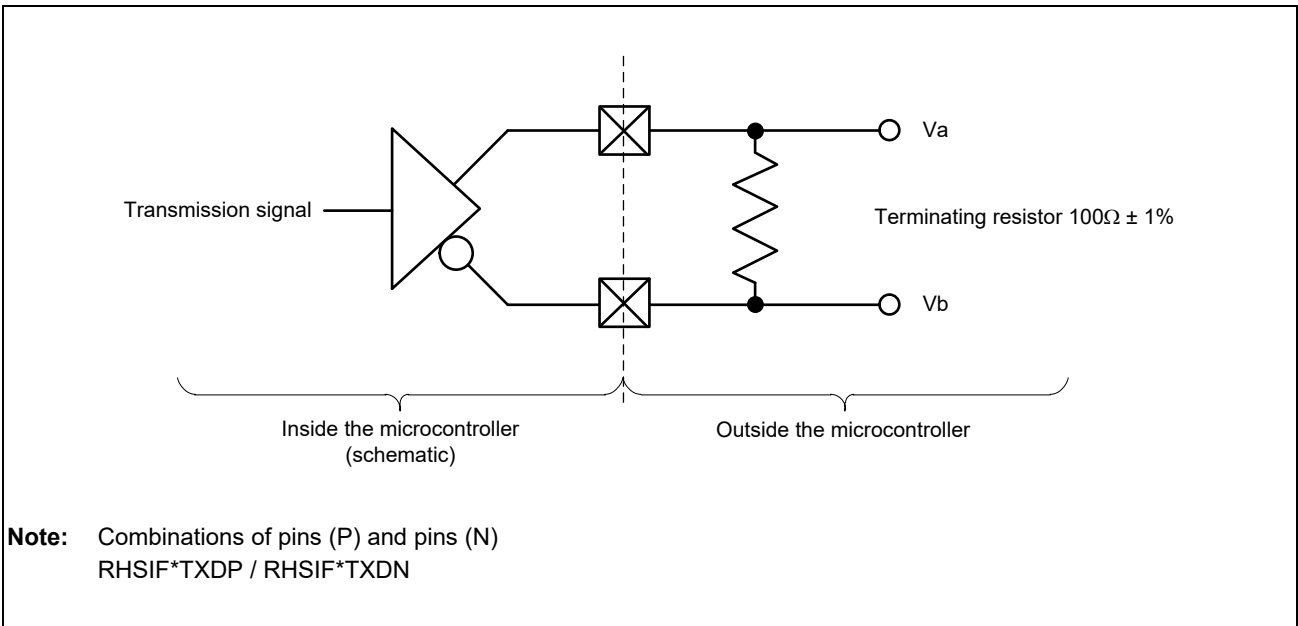 Va
Transmission signal
Terminating resistor 100Ω ± 1%
Vb
Inside the microcontroller
(schematic)
Outside the microcontroller
Note: Combinations of pins (P) and pins (N)
RHSIF*TXDP / RHSIF*TXDN